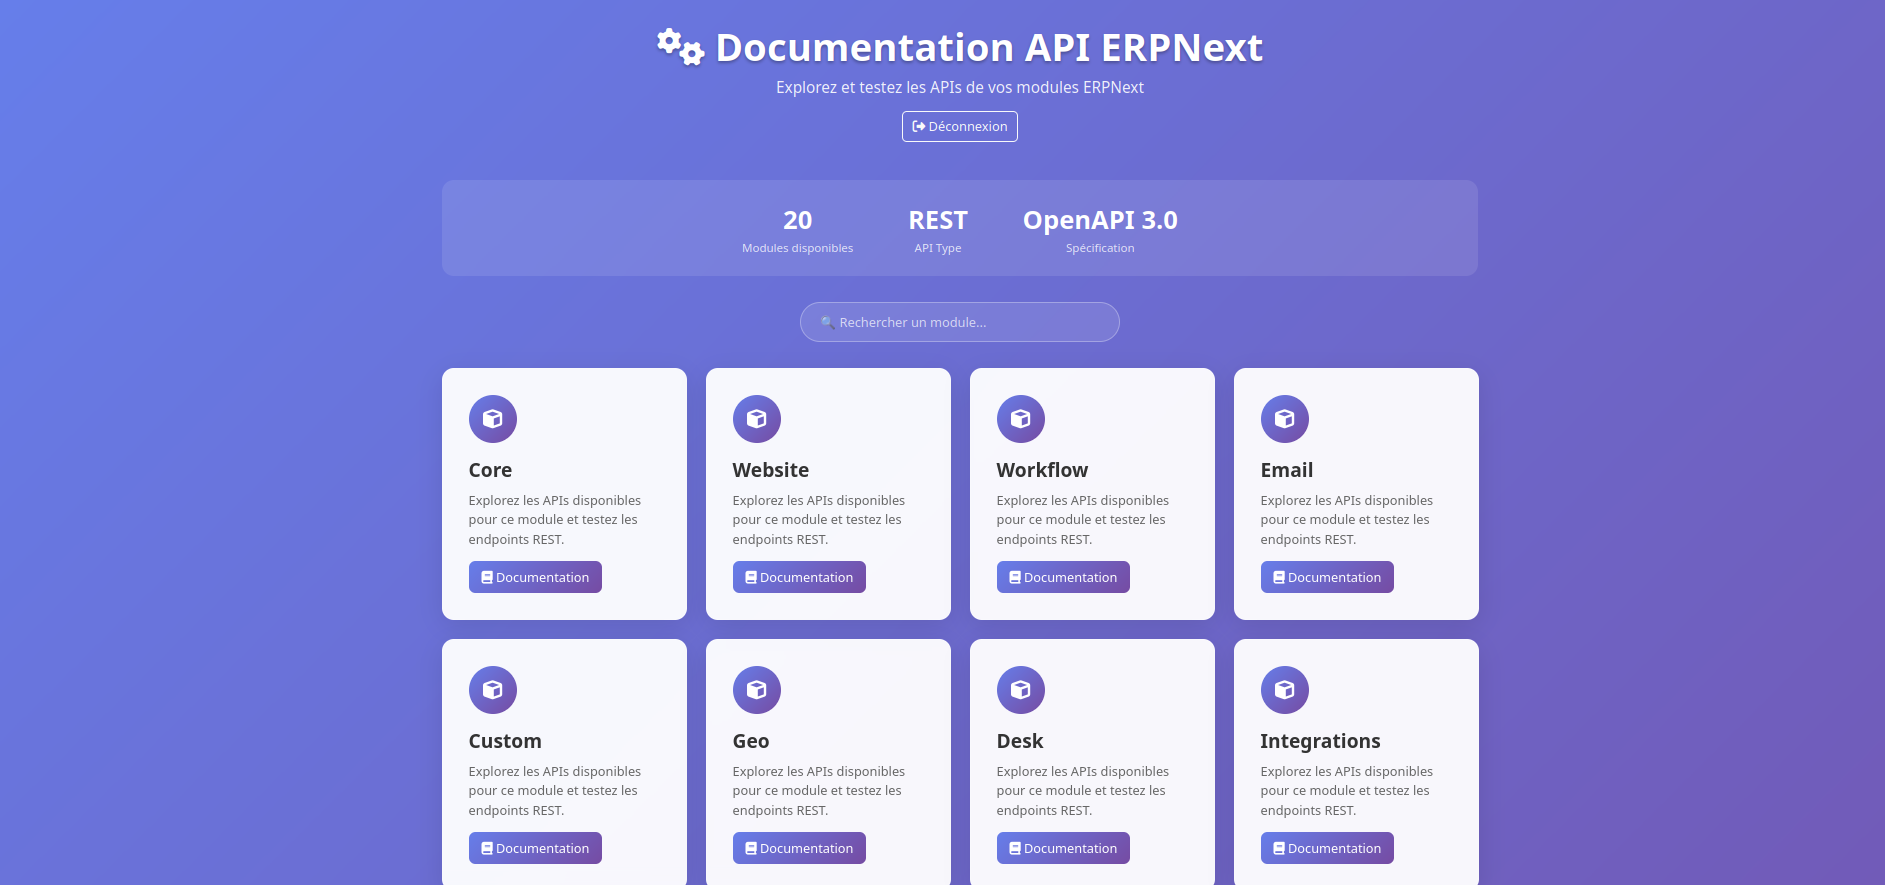 Documentation API ERPNext
Explorez et testez les APIs de vos modules ERPNext
Déconnexion
20
Modules disponibles
REST
API Type
OpenAPI 3.0
Spécification
Rechercher un module...
Core
Explorez les APIs disponibles
pour ce module et testez les
endpoints REST.
Documentation
Website
Explorez les APIs disponibles
pour ce module et testez les
endpoints REST.
Documentation
Workflow
Explorez les APIs disponibles
pour ce module et testez les
endpoints REST.
Documentation
Email
Explorez les APIs disponibles
pour ce module et testez les
endpoints REST.
Documentation
Custom
Explorez les APIs disponibles
pour ce module et testez les
endpoints REST.
Documentation
Geo
Explorez les APIs disponibles
pour ce module et testez les
endpoints REST.
Documentation
Desk
Explorez les APIs disponibles
pour ce module et testez les
endpoints REST.
Documentation
Integrations
Explorez les APIs disponibles
pour ce module et testez les
endpoints REST.
Documentation